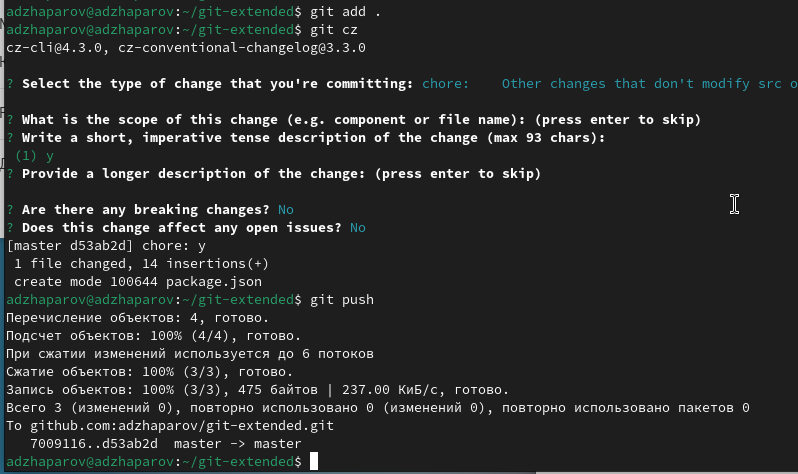 adzhaparov@adzhaparov:~/git-extended$ git add .
adzhaparov@adzhaparov:~/git-extended$ git cz
cz-cli@4.3.0, cz-conventional-changelog@3.3.0
? Select the type of change that you're committing: chore:    Other changes that don't modify src o
? What is the scope of this change (e.g. component or file name): (press enter to skip)
? Write a short, imperative tense description of the change (max 93 chars):
 (1) y
? Provide a longer description of the change: (press enter to skip)
? Are there any breaking changes? No
? Does this change affect any open issues? No
[master d53ab2d] chore: y
 1 file changed, 14 insertions(+)
 create mode 100644 package.json
adzhaparov@adzhaparov:~/git-extended$ git push
Перечисление объектов: 4, готово.
Подсчет объектов: 100% (4/4), готово.
При сжатии изменений используется до 6 потоков
Сжатие объектов: 100% (3/3), готово.
Запись объектов: 100% (3/3), 475 байтов | 237.00 КиБ/с, готово.
Всего 3 (изменений 0), повторно использовано 0 (изменений 0), повторно использовано пакетов 0
To github.com:adzhaparov/git-extended.git
   7009116..d53ab2d  master -> master
adzhaparov@adzhaparov:~/git-extended$